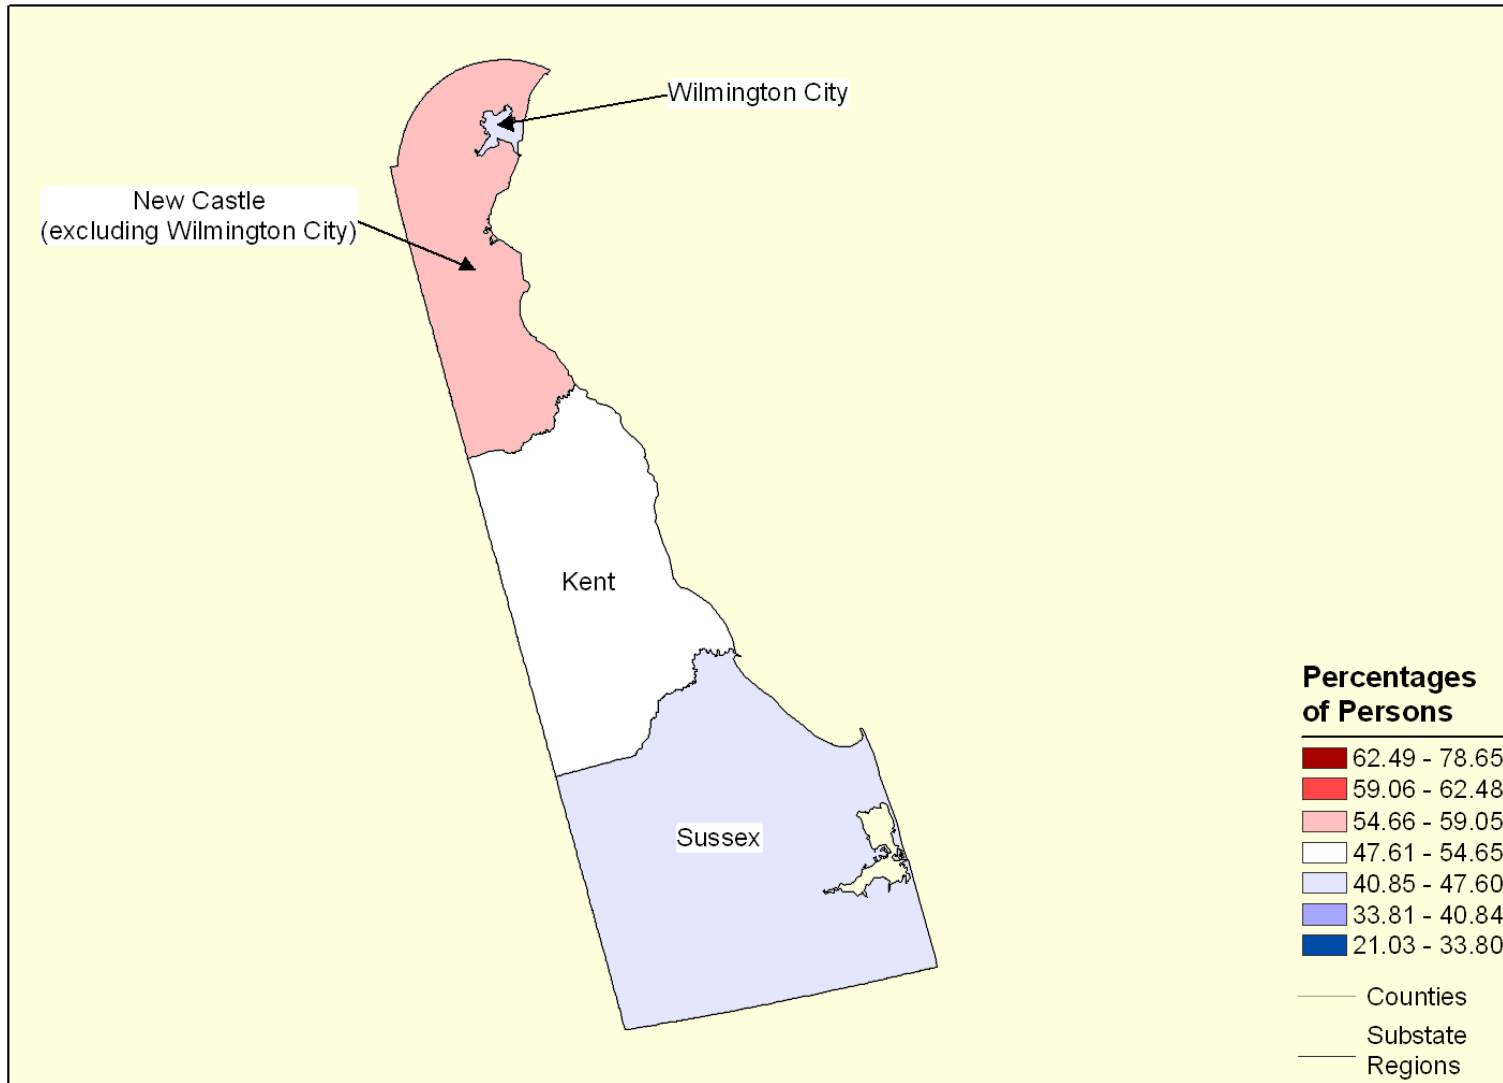 Wilmington City
New Castle
(excluding Wilmington City)
Kent
Sussex
Percentages
of Persons
62.49 - 78.65
59.06 - 62.48
54.66 - 59.05
47.61 - 54.65
40.85 - 47.60
33.81 - 40.84
21.03 - 33.80
Counties
Substate
Regions